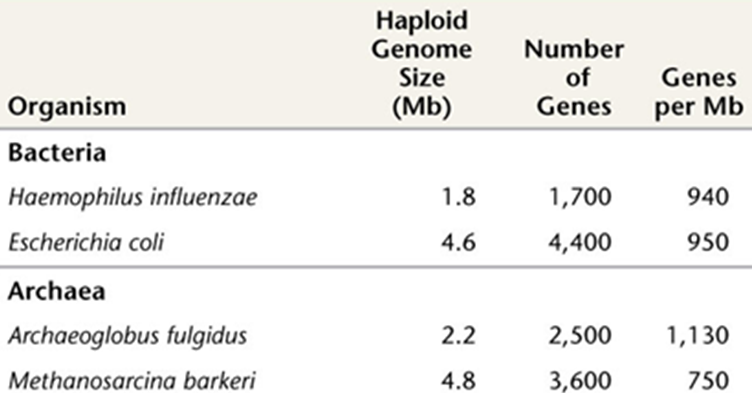 Haploid
Genome Number
Size of Genes
Organism (Mb) Genes per Mb
Bacteria
Haemophilus influenzae 1.8 1,700 940
Escherichia coli 4.6 4,400 950
Archaea
Archaeoglobus fulgidus 2.2 2,500 1,130
Methanosarcina barkeri 4.8 3,600 750